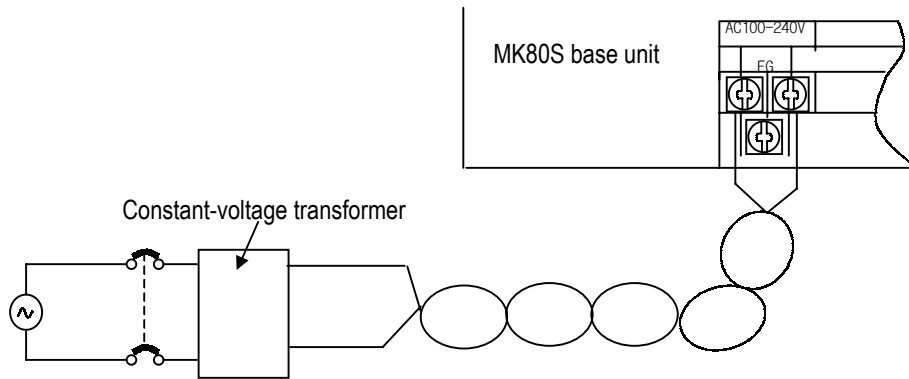 AC100-240V
MK80S base unit
FG
Constant-voltage transformer